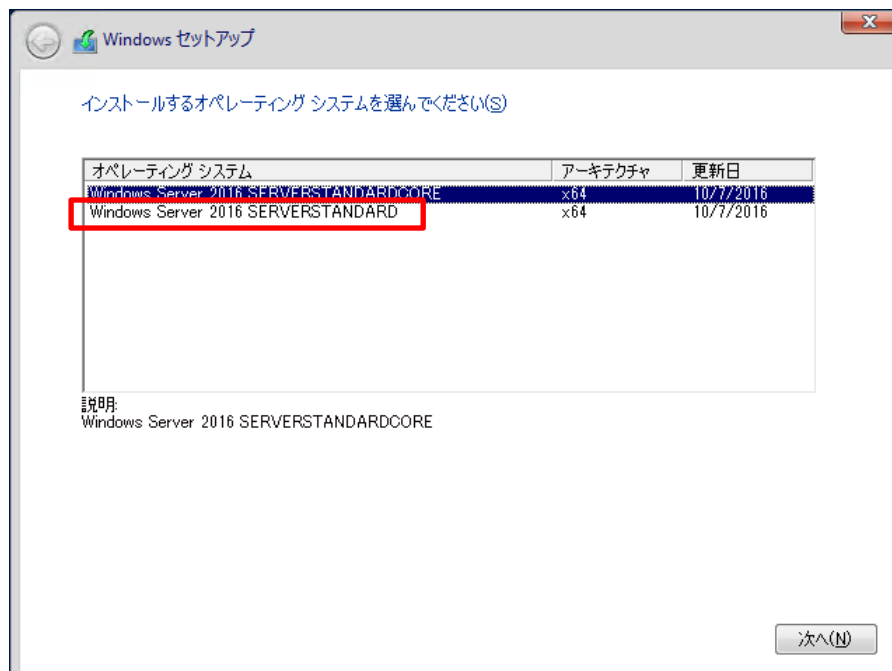 Windows セットアップ
インストールするオペレーティング システムを選んでください(S)
オペレーティング システム アーキテクチャ 更新日
Windows Server 2016 SERVERSTANDARDCORE x64 10/7/2016
Windows Server 2016 SERVERSTANDARD x64 10/7/2016
説明:
Windows Server 2016 SERVERSTANDARDCORE
次へ(N)